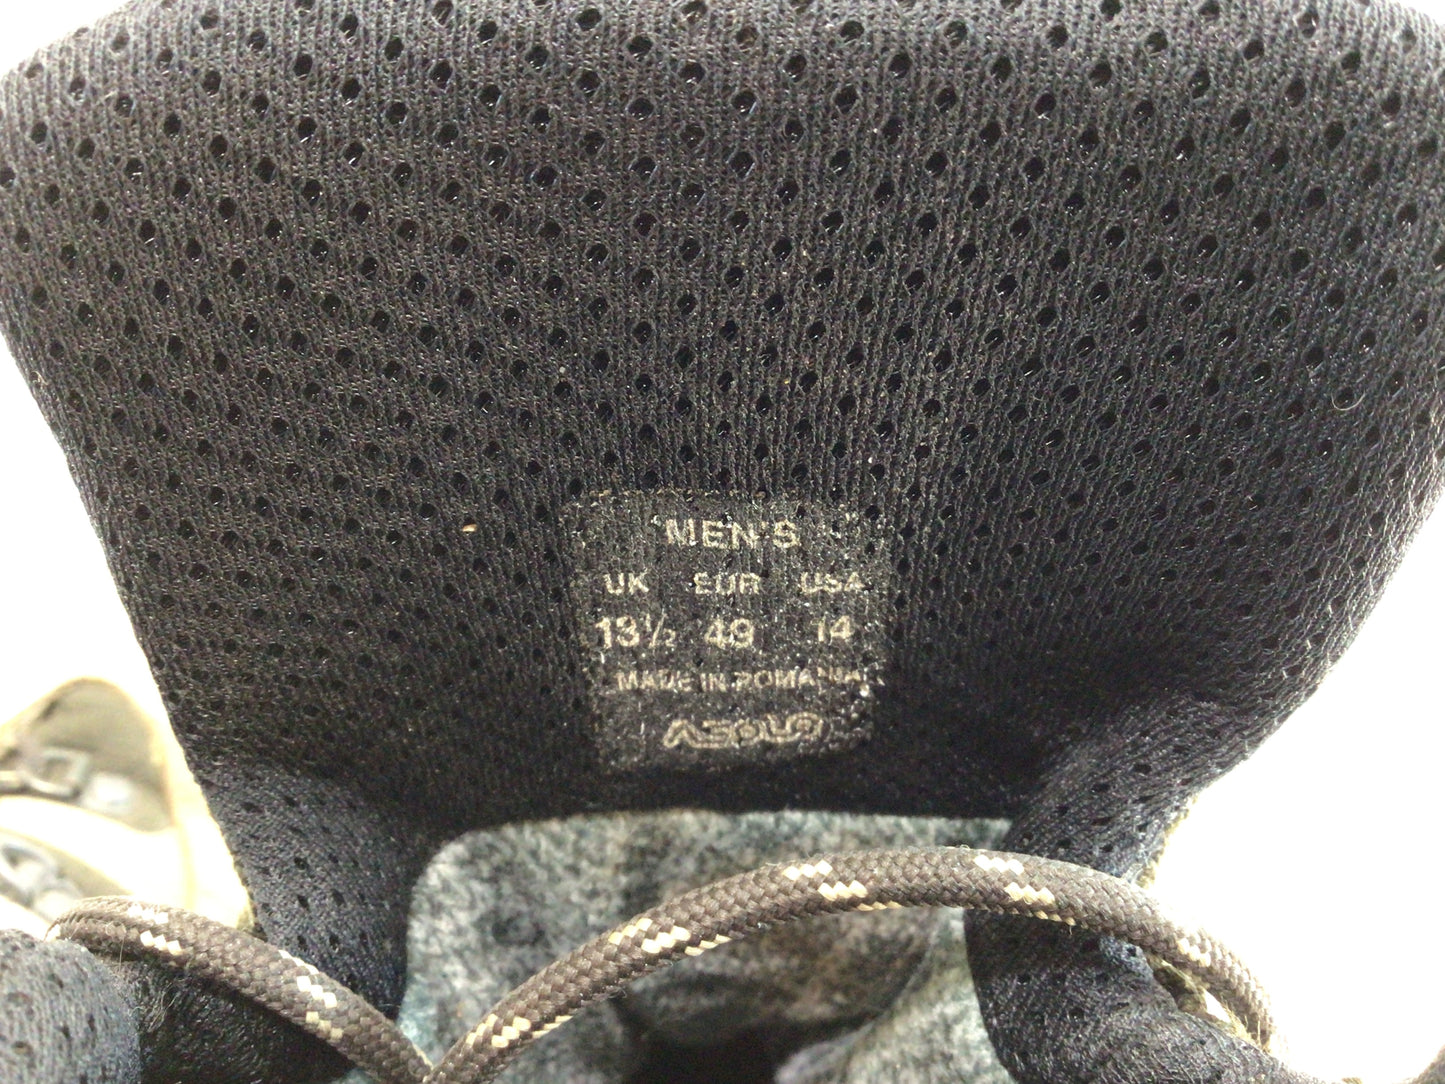 MEN'S
UK EUR USA
13½ 49 14
MADE IN ROMANIA
ASOLO